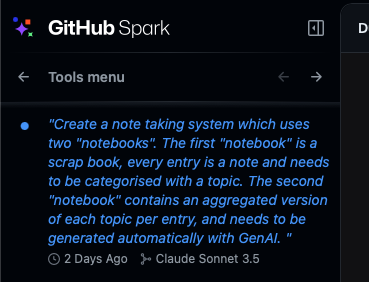 GitHub Spark
D
Tools menu
"Create a note taking system which uses
two "notebooks". The first "notebook" is a
scrap book, every entry is a note and needs
to be categorised with a topic. The second
"notebook" contains an aggregated version
of each topic per entry, and needs to be
generated automatically with GenAI. "
2 Days Ago Claude Sonnet 3.5